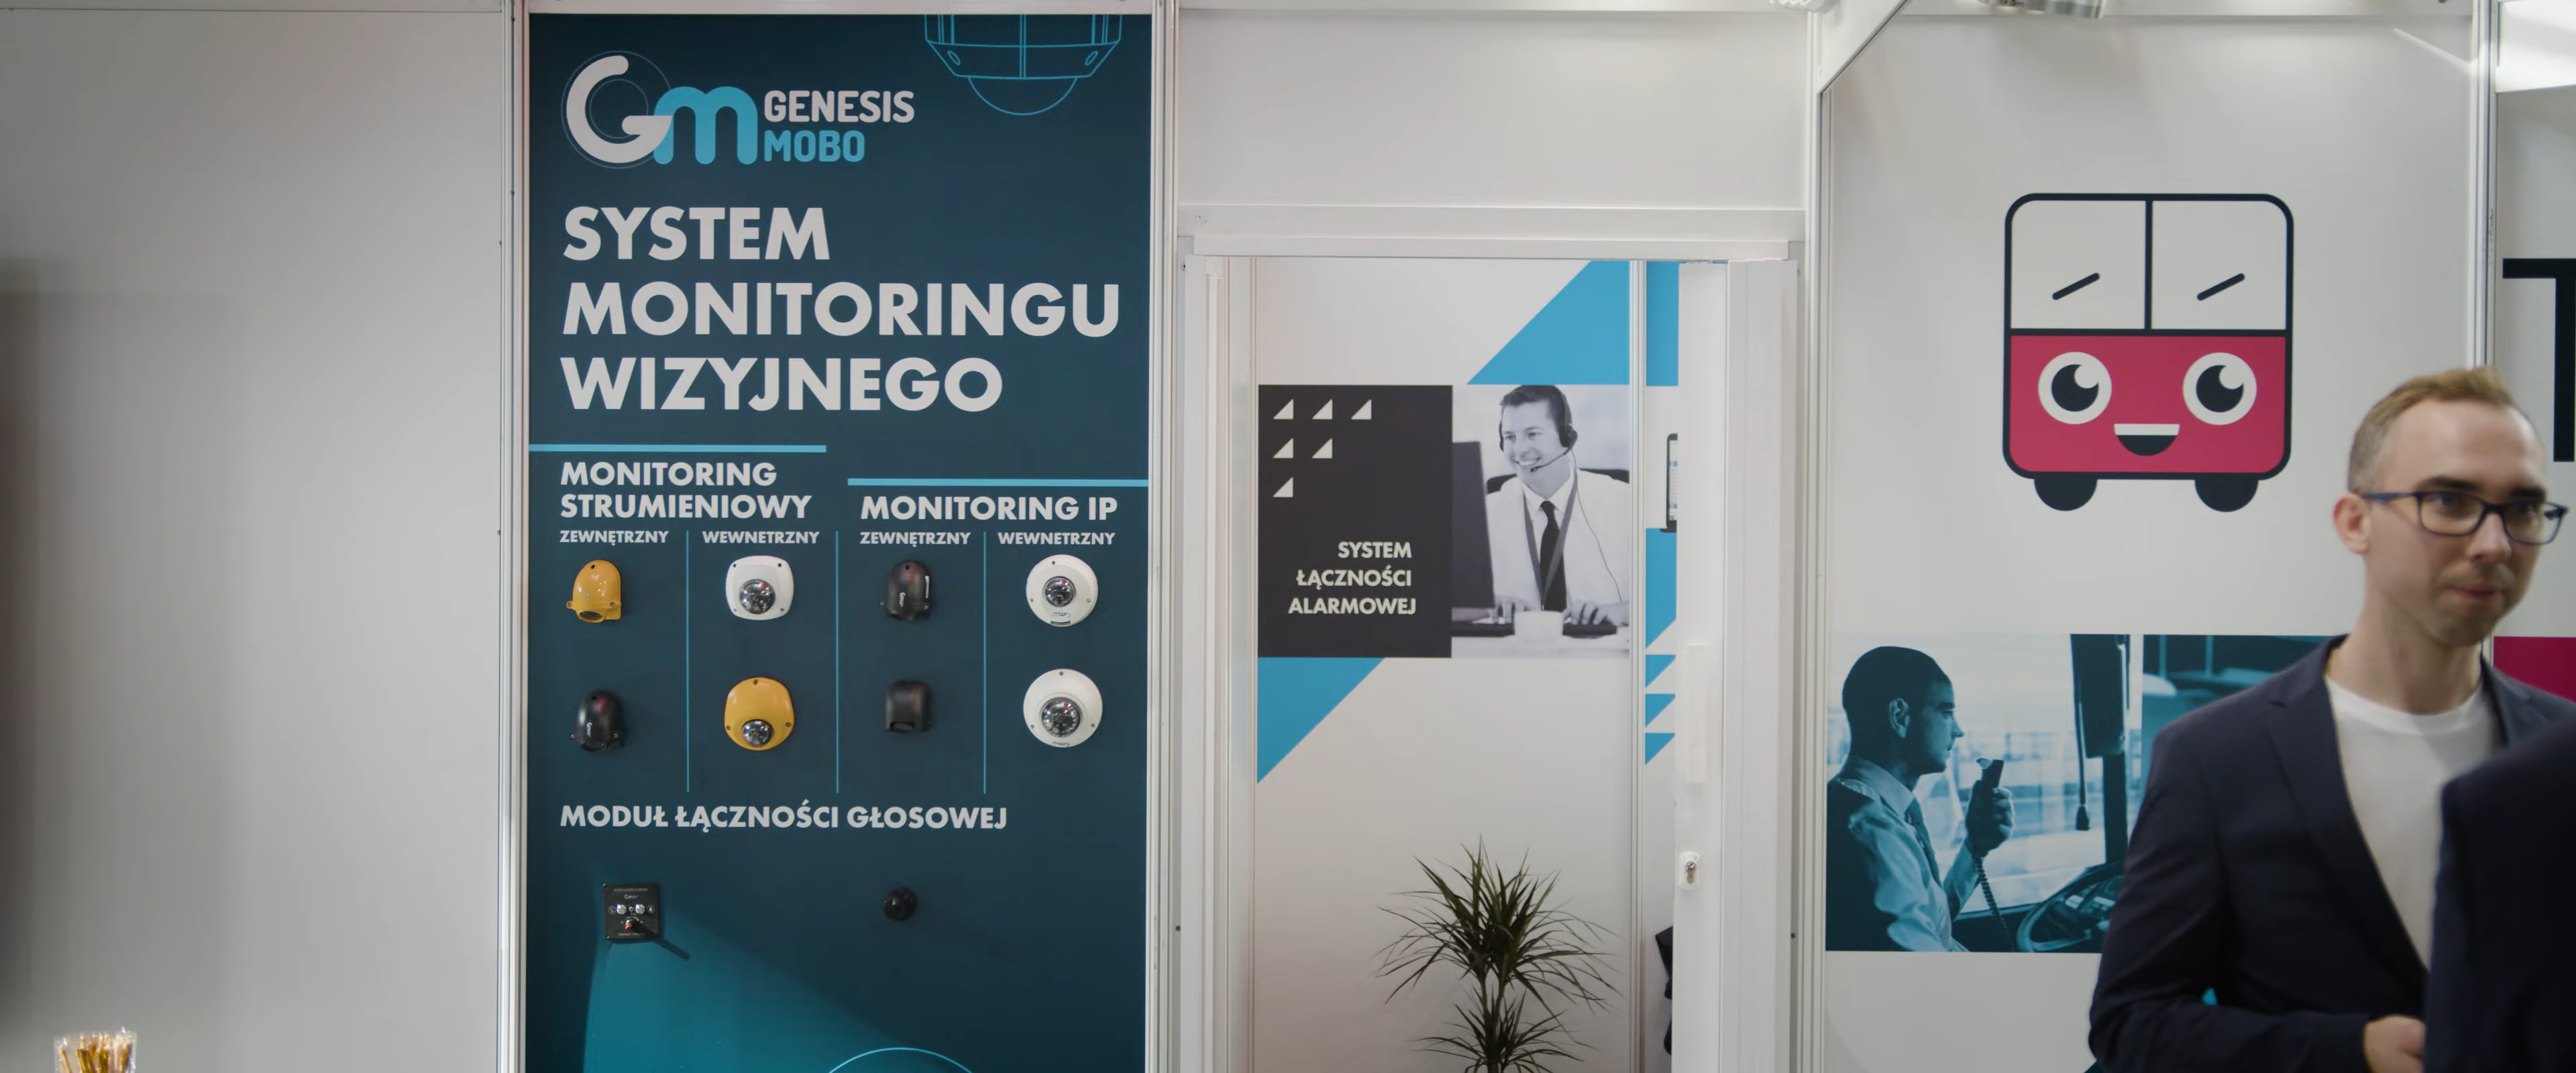 Gm GENESIS
MOBO
SYSTEM
MONITORINGU
WIZYJNEGO
MONITORING
STRUMIENIOWY
MONITORING IP
ZEWNĘTRZNY
WEWNETRZNY
ZEWNĘTRZNY
WEWNETRZNY
MODUŁ ŁĄCZNOŚCI GŁOSOWEJ
SYSTEM
ŁĄCZNOŚCI
ALARMOWEJ
T